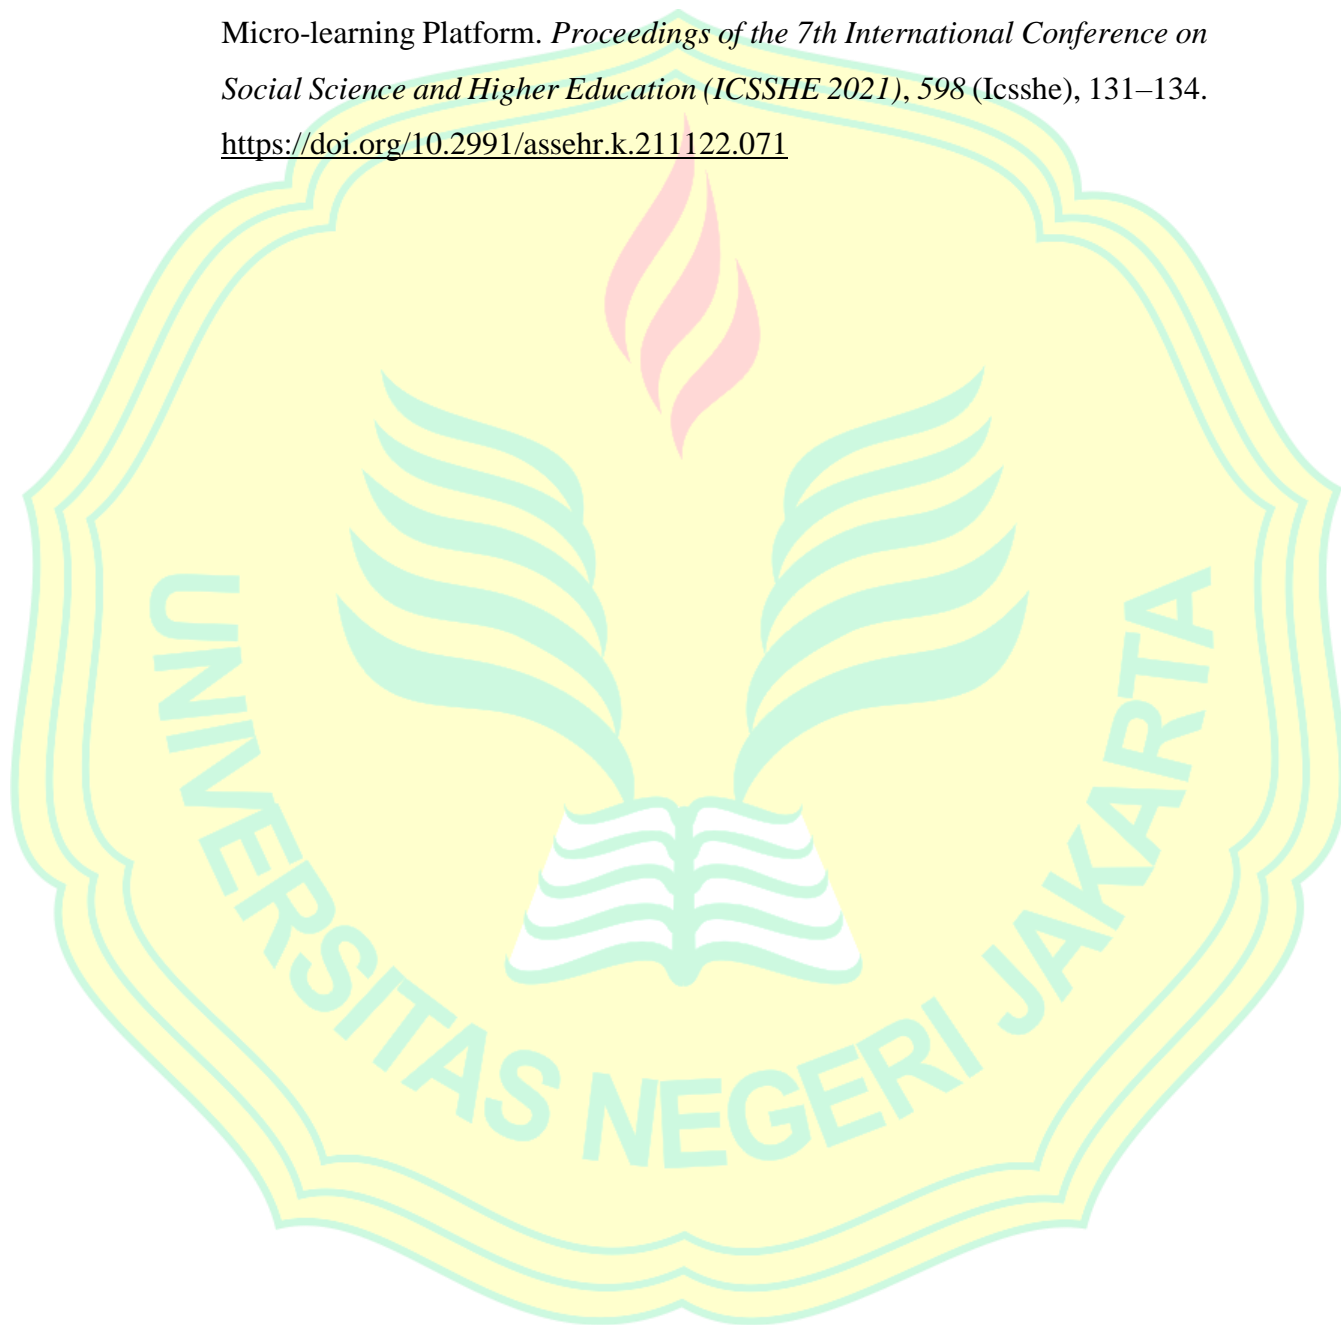 Micro-learning Platform. Proceedings of the 7th International Conference on
Social Science and Higher Education (ICSSHE 2021), 598 (Icsshe), 131–134.
https://doi.org/10.2991/assehr.k.211122.071
UNIVERSITAS NEGERI JAKARTA